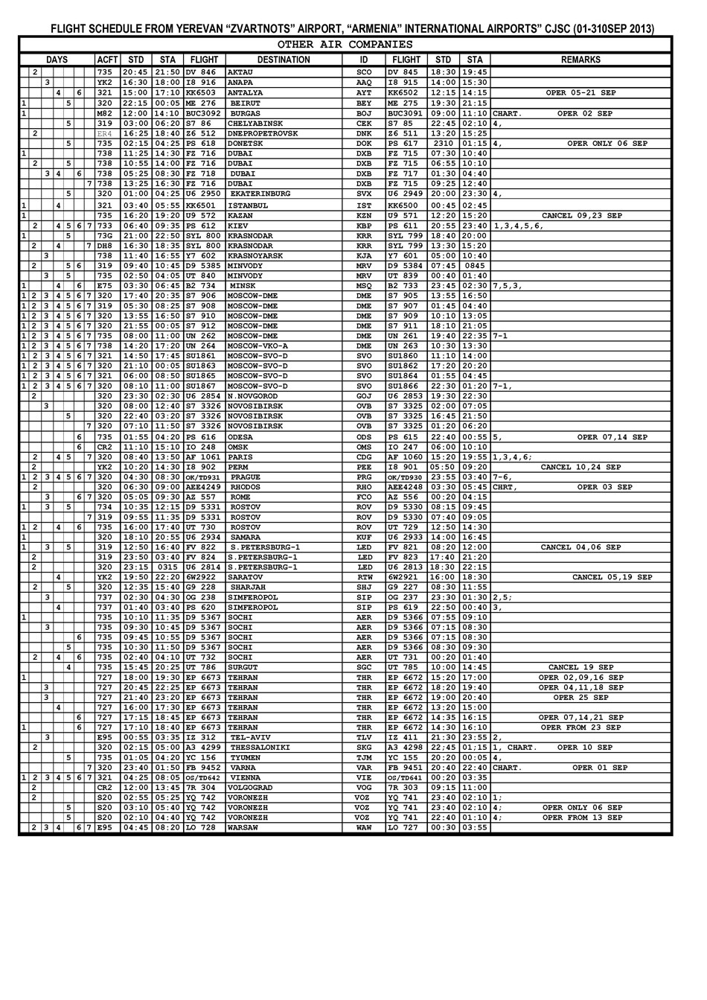 FLIGHT SCHEDULE FROM YEREVAN “ZVARTNOTS” AIRPORT, “ARMENIA” INTERNATIONAL AIRPORTS” CJSC (01-310SEP 2013)
OTHER AIR COMPANIES
DAYS ACFT STD STA FLIGHT DESTINATION ID FLIGHT STD STA REMARKS
2 735 20:45 21:50 DV 846 AKTAU SCO DV 845 18:30 19:45
3 YK2 16:30 18:00 I8 916 ANAPA AAQ I8 915 14:00 15:30
4 6 321 15:00 17:10 KK6503 ANTALYA AYT KK6502 12:15 14:15 OPER 05-21 SEP
1 5 320 22:15 00:05 ME 276 BEIRUT BEY ME 275 19:30 21:15
1 M82 12:00 14:10 BUC3092 BURGAS BOJ BUC3091 09:00 11:10 CHART. OPER 02 SEP
5 319 03:00 06:20 S7 86 CHELYABINSK CEK S7 85 22:45 02:10 4,
2 ER4 16:25 18:40 Z6 512 DNEPROPETROVSK DNK Z6 511 13:20 15:25
5 735 02:15 04:25 PS 618 DONETSK DOK PS 617 2310 01:15 4, OPER ONLY 06 SEP
1 738 11:25 14:30 FZ 716 DUBAI DXB FZ 715 07:30 10:40
2 5 738 10:55 14:00 FZ 716 DUBAI DXB FZ 715 06:55 10:10
3 4 6 738 05:25 08:30 FZ 718 DUBAI DXB FZ 717 01:30 04:40
7 738 13:25 16:30 FZ 716 DUBAI DXB FZ 715 09:25 12:40
5 320 01:00 04:25 U6 2950 EKATERINBURG SVX U6 2949 20:00 23:30 4,
1 4 321 03:40 05:55 KK6501 ISTANBUL IST KK6500 00:45 02:45
1 735 16:20 19:20 U9 572 KAZAN KZN U9 571 12:20 15:20 CANCEL 09,23 SEP
2 4 5 6 7 733 06:40 09:35 PS 612 KIEV KBP PS 611 20:55 23:40 1,3,4,5,6,
1 5 73G 21:00 22:50 SYL 800 KRASNODAR KRR SYL 799 18:40 20:00
2 4 7 DH8 16:30 18:35 SYL 800 KRASNODAR KRR SYL 799 13:30 15:20
3 738 11:40 16:55 Y7 602 KRASNOYARSK KJA Y7 601 05:00 10:40
2 5 6 319 09:40 10:45 D9 5385 MINVODY MRV D9 5384 07:45 0845
3 5 735 02:50 04:05 UT 840 MINVODY MRV UT 839 00:40 01:40
1 4 6 E75 03:30 06:45 B2 734 MINSK MSQ B2 733 23:45 02:30 7,5,3,
1 2 3 4 5 6 7 320 17:40 20:35 S7 906 MOSCOW-DME DME S7 905 13:55 16:50
1 2 3 4 5 6 7 319 05:30 08:25 S7 908 MOSCOW-DME DME S7 907 01:45 04:40
1 2 3 4 5 6 7 320 13:55 16:50 S7 910 MOSCOW-DME DME S7 909 10:10 13:05
1 2 3 4 5 6 7 320 21:55 00:05 S7 912 MOSCOW-DME DME S7 911 18:10 21:05
1 2 3 4 5 6 7 735 08:00 11:00 UN 262 MOSCOW-DME DME UN 261 19:40 22:35 7-1
1 2 3 4 5 6 7 738 14:20 17:20 UN 264 MOSCOW-VKO-A DME UN 263 10:30 13:30
1 2 3 4 5 6 7 321 14:50 17:45 SU1861 MOSCOW-SVO-D SVO SU1860 11:10 14:00
1 2 3 4 5 6 7 320 21:10 00:05 SU1863 MOSCOW-SVO-D SVO SU1862 17:20 20:20
1 2 3 4 5 6 7 321 06:00 08:50 SU1865 MOSCOW-SVO-D SVO SU1864 01:55 04:45
1 2 3 4 5 6 7 320 08:10 11:00 SU1867 MOSCOW-SVO-D SVO SU1866 22:30 01:20 7-1,
2 320 23:30 02:30 U6 2854 N.NOVGOROD GOJ U6 2853 19:30 22:30
3 320 08:00 12:40 S7 3326 NOVOSIBIRSK OVB S7 3325 02:00 07:05
5 320 22:40 03:20 S7 3326 NOVOSIBIRSK OVB S7 3325 16:45 21:50
7 320 07:10 11:50 S7 3326 NOVOSIBIRSK OVB S7 3325 01:20 06:20
6 735 01:55 04:20 PS 616 ODESA ODS PS 615 22:40 00:55 5, OPER 07,14 SEP
6 CR2 11:10 15:10 IO 248 OMSK OMS IO 247 06:00 10:10
2 4 5 7 320 08:40 13:50 AF 1061 PARIS CDG AF 1060 15:20 19:55 1,3,4,6;
2 YK2 10:20 14:30 I8 902 PERM PEE I8 901 05:50 09:20 CANCEL 10,24 SEP
1 2 3 4 5 6 7 320 04:30 08:30 OK/TD931 PRAGUE PRG OK/TD930 23:55 03:40 7-6,
2 320 06:30 09:00 AEE4249 RHODOS RHO AEE4248 03:30 05:45 CHRT, OPER 03 SEP
3 6 7 320 05:05 09:30 AZ 557 ROME FCO AZ 556 00:20 04:15
1 3 5 734 10:35 12:15 D9 5331 ROSTOV ROV D9 5330 08:15 09:45
7 319 09:55 11:35 D9 5331 ROSTOV ROV D9 5330 07:40 09:05
1 2 4 6 735 16:00 17:40 UT 730 ROSTOV ROV UT 729 12:50 14:30
1 320 18:10 20:55 U6 2934 SAMARA KUF U6 2933 14:00 16:45
1 3 5 319 12:50 16:40 FV 822 S.PETERSBURG-1 LED FV 821 08:20 12:00 CANCEL 04,06 SEP
2 319 23:50 03:40 FV 824 S.PETERSBURG-1 LED FV 823 17:40 21:20
2 320 23:15 0315 U6 2814 S.PETERSBURG-1 LED U6 2813 18:30 22:15
4 YK2 19:50 22:20 6W2922 SARATOV RTW 6W2921 16:00 18:30 CANCEL 05,19 SEP
2 5 320 12:35 15:40 G9 228 SHARJAH SHJ G9 227 08:30 11:55
3 737 02:30 04:30 OG 238 SIMFEROPOL SIP OG 237 23:30 01:30 2,5;
4 737 01:40 03:40 PS 620 SIMFEROPOL SIP PS 619 22:50 00:40 3,
1 735 10:10 11:35 D9 5367 SOCHI AER D9 5366 07:55 09:10
3 735 09:30 10:45 D9 5367 SOCHI AER D9 5366 07:15 08:30
6 735 09:45 10:55 D9 5367 SOCHI AER D9 5366 07:15 08:30
5 735 10:30 11:50 D9 5367 SOCHI AER D9 5366 08:30 09:30
2 4 6 735 02:40 04:10 UT 732 SOCHI AER UT 731 00:20 01:40
4 735 15:45 20:25 UT 786 SURGUT SGC UT 785 10:00 14:45 CANCEL 19 SEP
1 727 18:00 19:30 EP 6673 TEHRAN THR EP 6672 15:20 17:00 OPER 02,09,16 SEP
3 727 20:45 22:25 EP 6673 TEHRAN THR EP 6672 18:20 19:40 OPER 04,11,18 SEP
3 727 21:40 23:20 EP 6673 TEHRAN THR EP 6672 19:00 20:40 OPER 25 SEP
4 727 16:00 17:30 EP 6673 TEHRAN THR EP 6672 13:20 15:00
6 727 17:15 18:45 EP 6673 TEHRAN THR EP 6672 14:35 16:15 OPER 07,14,21 SEP
1 6 727 17:10 18:40 EP 6673 TEHRAN THR EP 6672 14:30 16:10 OPER FROM 23 SEP
3 E95 00:55 03:35 IZ 312 TEL-AVIV TLV IZ 411 21:30 23:55 2,
2 320 02:15 05:00 A3 4299 THESSALONIKI SKG A3 4298 22;45 01;15 1, CHART. OPER 10 SEP
5 735 01:05 04:20 YC 156 TYUMEN TJM YC 155 20:20 00:05 4,
7 320 23:40 01:50 FB 9452 VARNA VAR FB 9451 20:40 22:40 CHART. OPER 01 SEP
1 2 3 4 5 6 7 321 04:25 08:05 OS/TD642 VIENNA VIE OS/TD641 00:20 03:35
2 CR2 12:00 13:45 7R 304 VOLGOGRAD VOG 7R 303 09:15 11:00
2 S20 02:55 05:25 YQ 742 VORONEZH VOZ YQ 741 23:40 02:10 1;
5 S20 03:10 05:40 YQ 742 VORONEZH VOZ YQ 741 23:40 02:10 4; OPER ONLY 06 SEP
5 S20 02:10 04:40 YQ 742 VORONEZH VOZ YQ 741 22:40 01:10 4; OPER FROM 13 SEP
2 3 4 6 7 E95 04:45 08:20 LO 728 WARSAW WAW LO 727 00:30 03:55